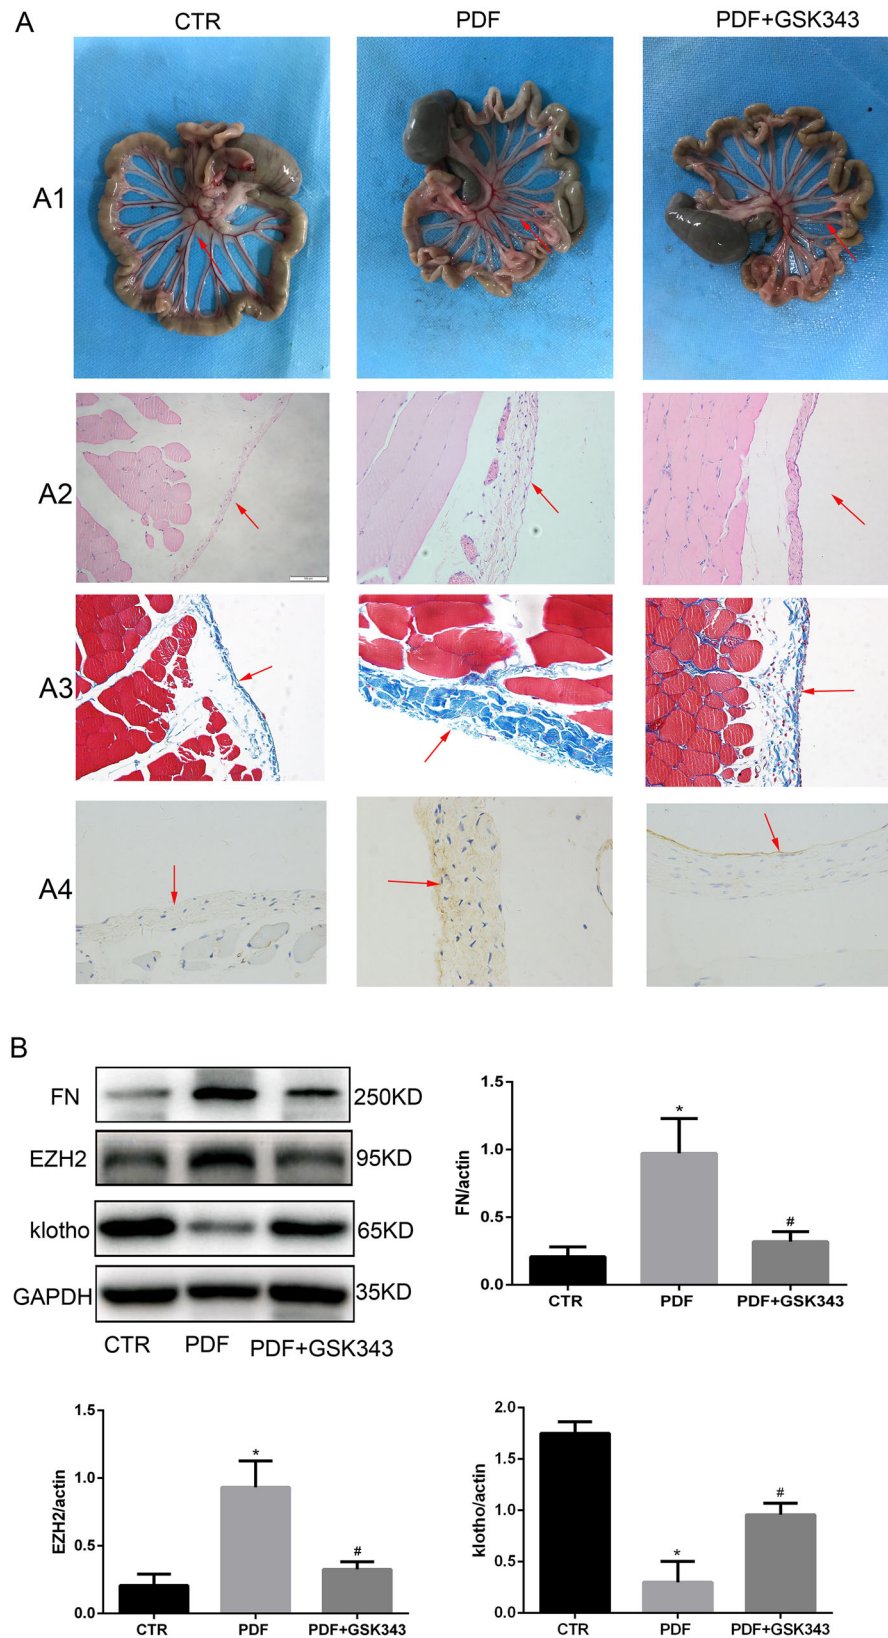 A
CTR PDF PDF+GSK343
A1
A2
A3
A4
B
FN 250KD
EZH2 95KD
klotho 65KD
GAPDH 35KD
CTR PDF PDF+GSK343
FN/actin
1.5
1.0
0.5
0.0
*
#
CTR PDF PDF+GSK343
EZH2/actin
1.5
1.0
0.5
0.0
*
#
CTR PDF PDF+GSK343
klotho/actin
2.0
1.5
1.0
0.5
0.0
*
#
CTR PDF PDF+GSK343